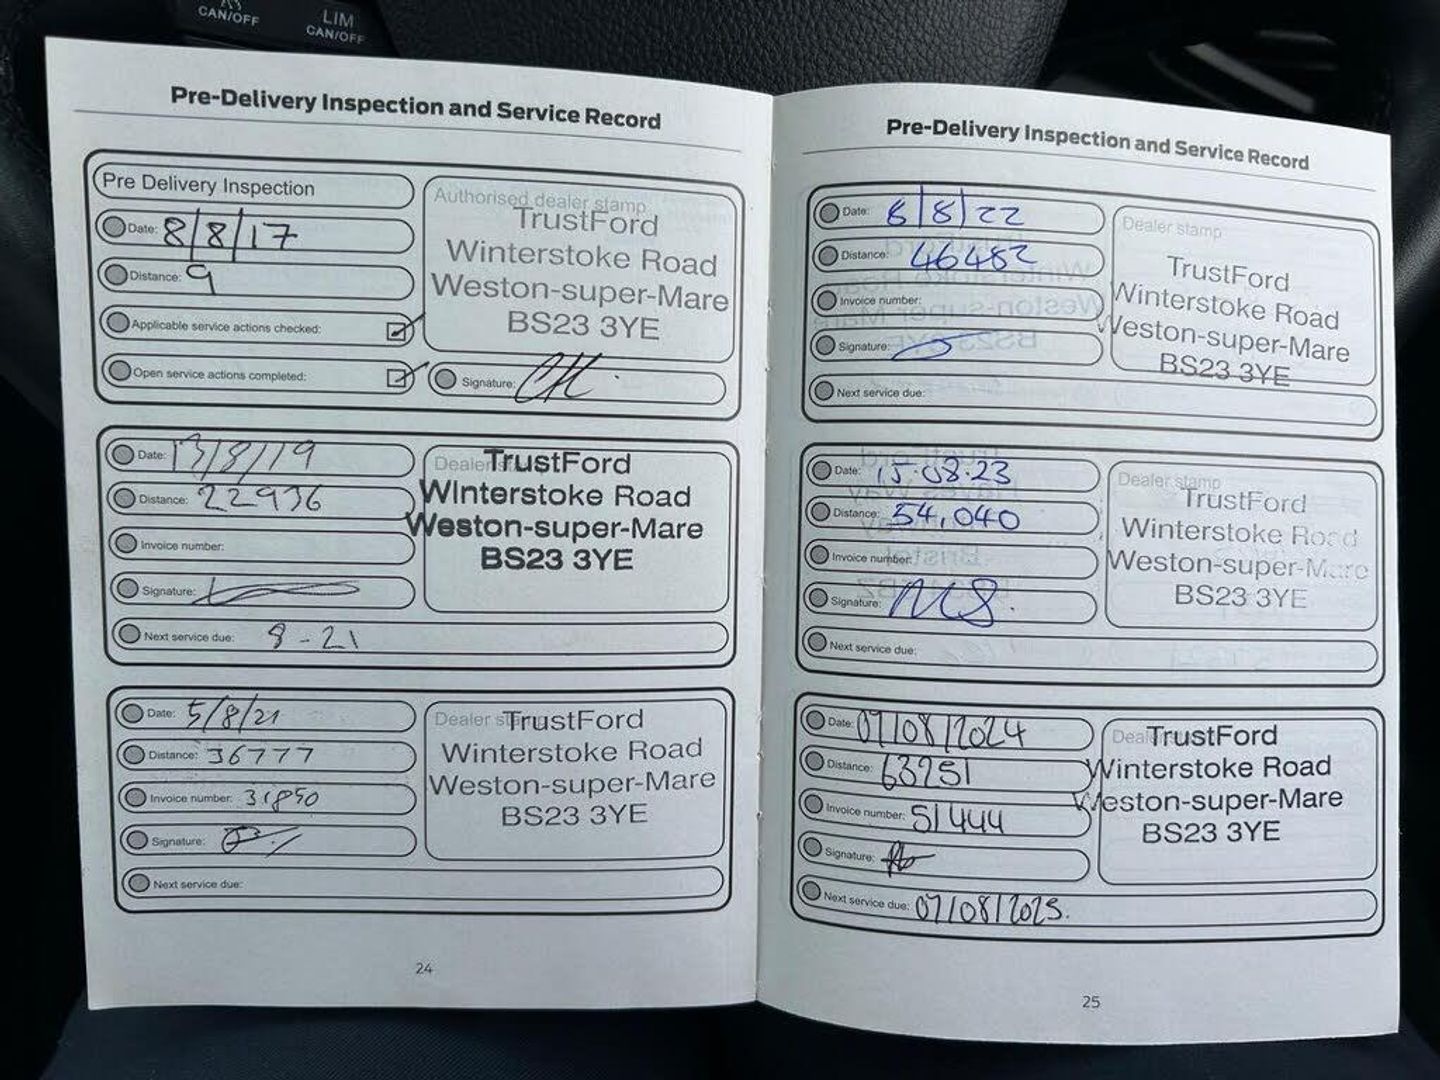 CAN/OFF
LIM
CAN/OFF
Pre-Delivery Inspection and Service Record
Pre Delivery Inspection
Date: 8/8/17
Distance: 9
Applicable service actions checked:
Open service actions completed:
Authorised dealer stamp
TrustFord
Winterstoke Road
Weston-super-Mare
BS23 3YE
Signature:
Date: 13/8/19
Distance: 22936
Invoice number:
Signature:
Next service due: 8-21
Dealer stamp
TrustFord
Winterstoke Road
Weston-super-Mare
BS23 3YE
Date: 5/8/21
Distance: 36777
Invoice number: 31850
Signature:
Next service due:
Dealer stamp
TrustFord
Winterstoke Road
Weston-super-Mare
BS23 3YE
24
Pre-Delivery Inspection and Service Record
Date: 8/8/22
Distance: 46482
Invoice number:
Signature:
Next service due:
Dealer stamp
TrustFord
Winterstoke Road
Weston-super-Mare
BS23 3YE
Date: 15.08.23
Distance: 54,040
Invoice number:
Signature:
Next service due:
Dealer stamp
TrustFord
Winterstoke Road
Weston-super-Mare
BS23 3YE
Date: 07/08/2024
Distance: 63251
Invoice number: 51444
Signature:
Next service due: 07/08/2025.
TrustFord
Winterstoke Road
Weston-super-Mare
BS23 3YE
25